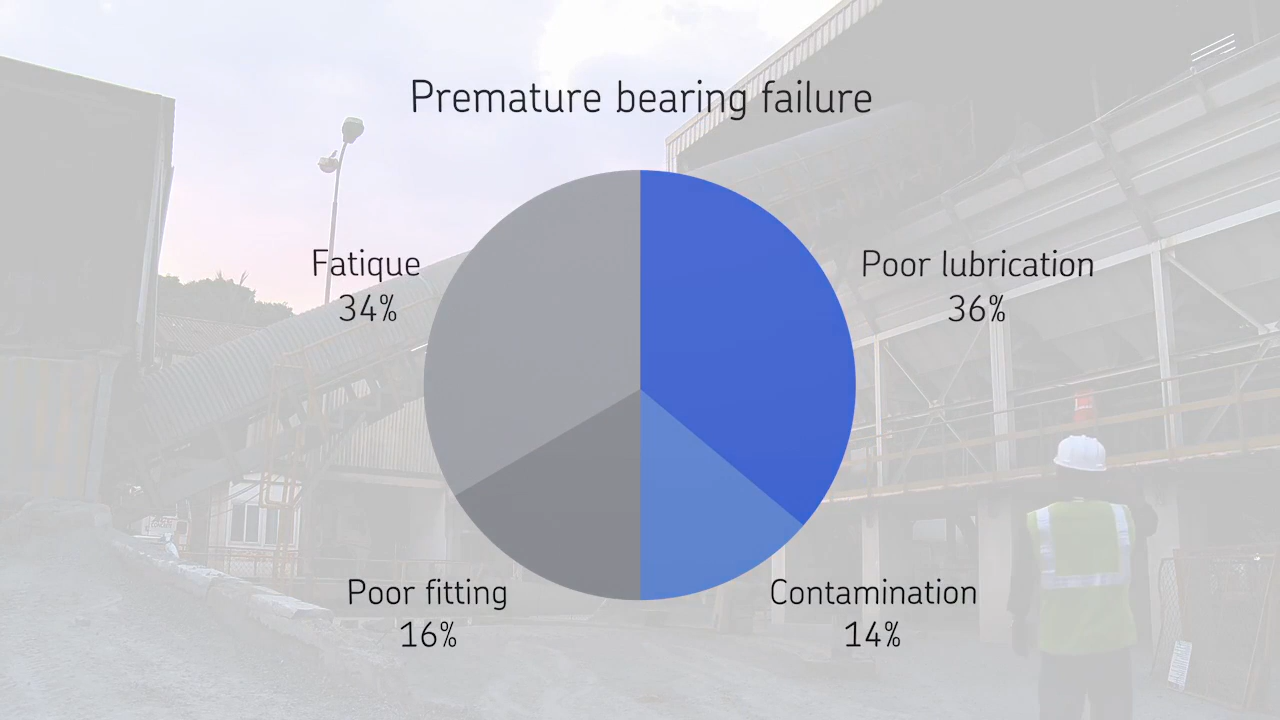 Premature bearing failure
Fatique
34%
Poor lubrication
36%
Poor fitting
16%
Contamination
14%